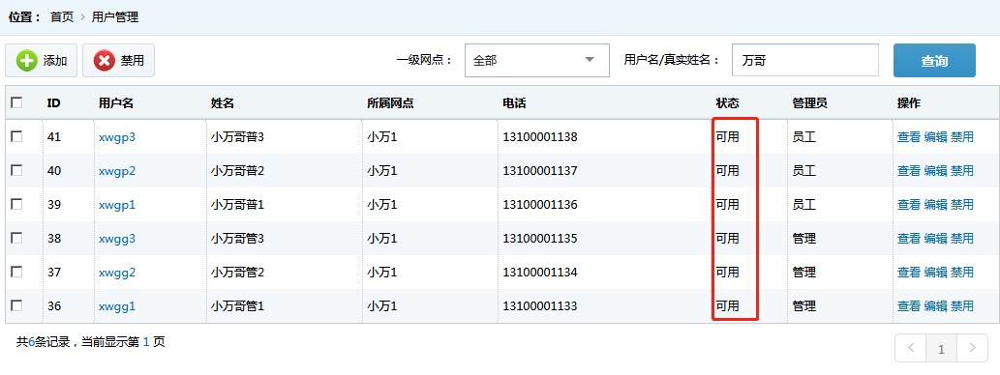 位置： 首页 › 用户管理
添加 禁用 一级网点： 全部 用户名/真实姓名： 万哥 查询
ID 用户名 姓名 所属网点 电话 状态 管理员 操作
41 xwgp3 小万哥普3 小万1 13100001138 可用 员工 查看 编辑 禁用
40 xwgp2 小万哥普2 小万1 13100001137 可用 员工 查看 编辑 禁用
39 xwgp1 小万哥普1 小万1 13100001136 可用 员工 查看 编辑 禁用
38 xwgg3 小万哥管3 小万1 13100001135 可用 管理 查看 编辑 禁用
37 xwgg2 小万哥管2 小万1 13100001134 可用 管理 查看 编辑 禁用
36 xwgg1 小万哥管1 小万1 13100001133 可用 管理 查看 编辑 禁用
共6条记录，当前显示第 1 页 ‹ 1 ›